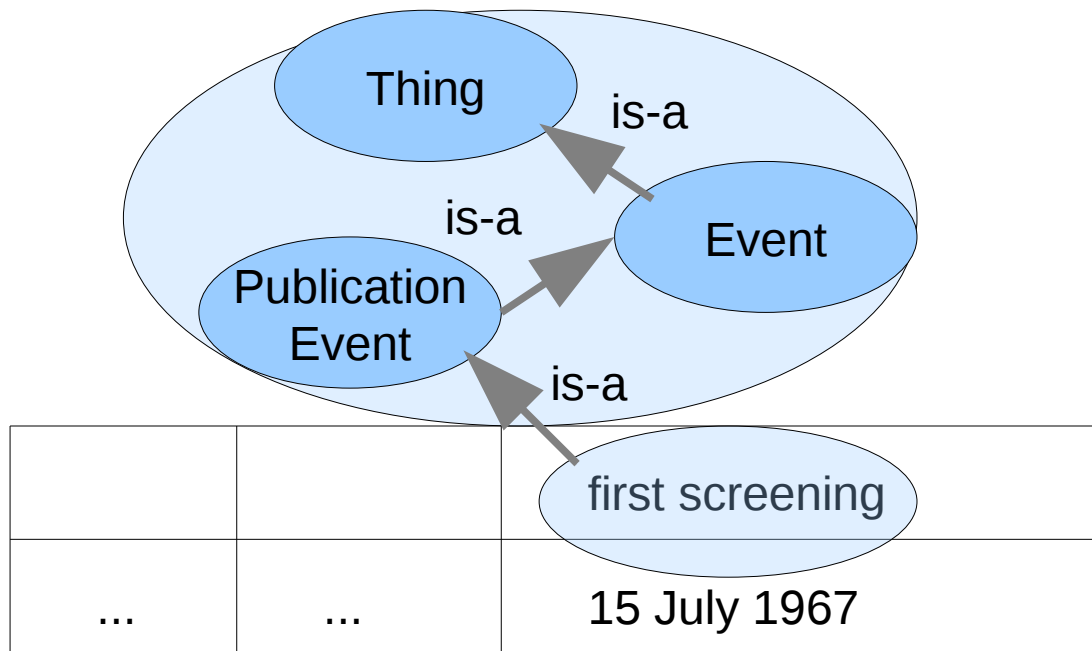 Thing
is-a
is-a
Event
Publication
Event
is-a
first screening
... ... 15 July 1967